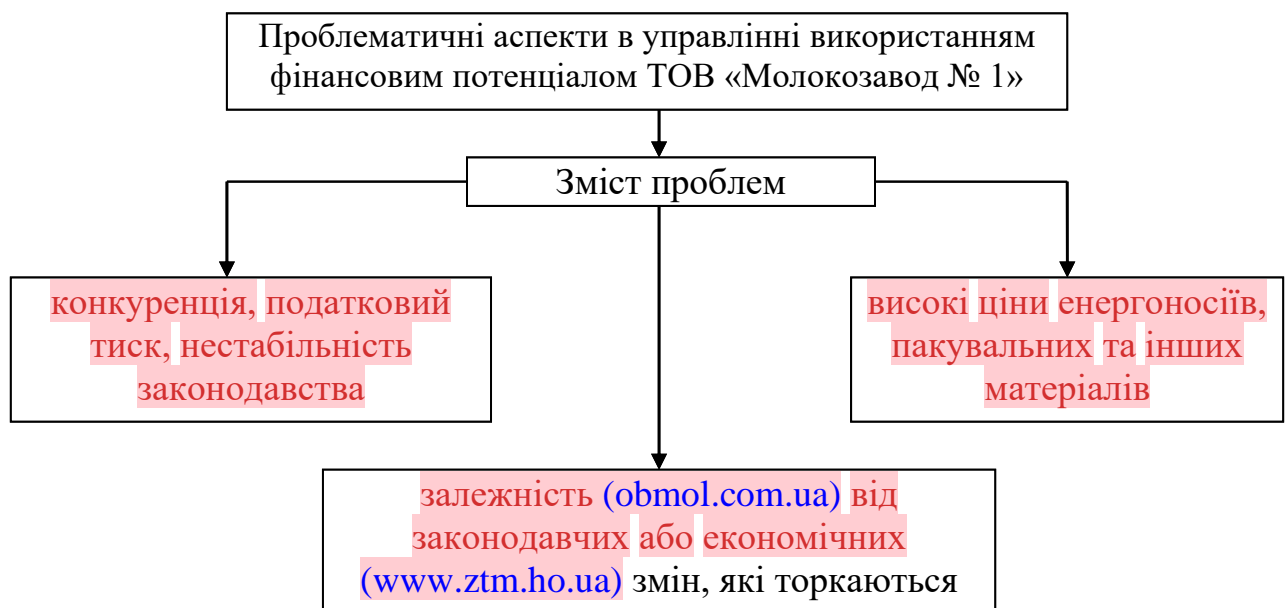 Проблематичні аспекти в управлінні використанням
фінансовим потенціалом ТОВ «Молокозавод № 1»
Зміст проблем
конкуренція, податковий
тиск, нестабільність
законодавства
високі ціни енергоносіїв,
пакувальних та інших
матеріалів
залежність (obmol.com.ua) від
законодавчих або економічних
(www.ztm.ho.ua) змін, які торкаються